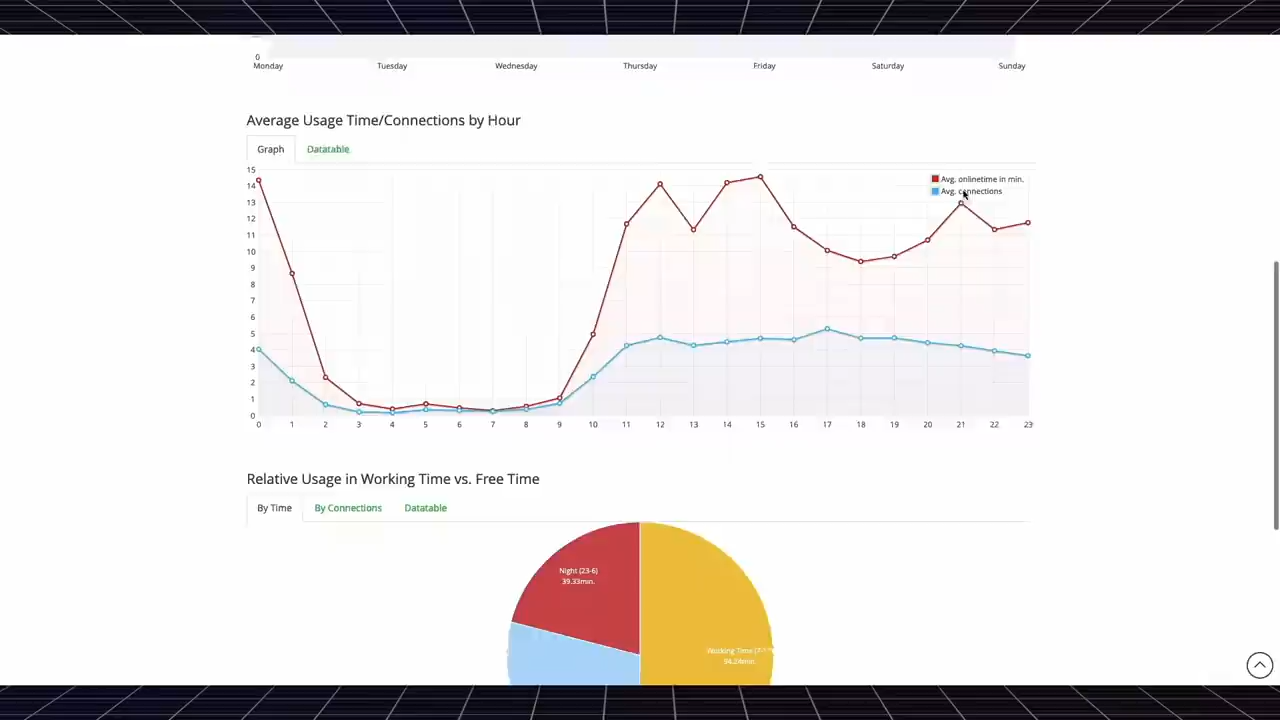 0
Monday Tuesday Wednesday Thursday Friday Saturday Sunday
Average Usage Time/Connections by Hour
Graph Datatable
15
14
13
12
11
10
9
8
7
6
5
4
3
2
1
0
Avg. onlinetime in min.
Avg. connections
0 1 2 3 4 5 6 7 8 9 10 11 12 13 14 15 16 17 18 19 20 21 22 23
Relative Usage in Working Time vs. Free Time
By Time By Connections Datatable
Night (23-6)
39.33min.
Working Time
94.24min.